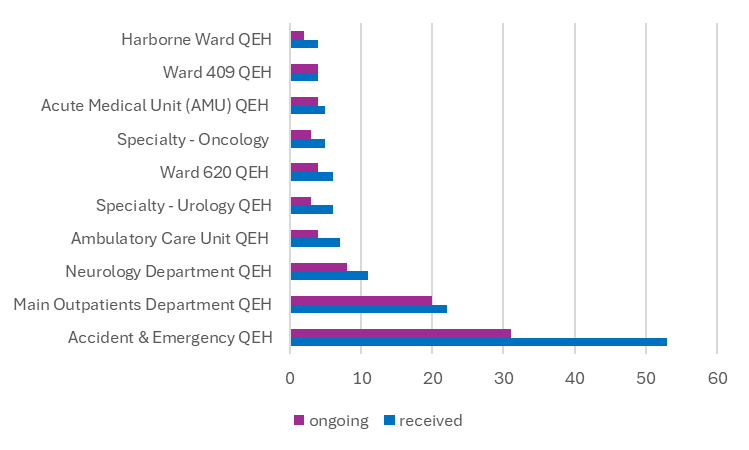 Harborne Ward QEH
Ward 409 QEH
Acute Medical Unit (AMU) QEH
Specialty - Oncology
Ward 620 QEH
Specialty - Urology QEH
Ambulatory Care Unit QEH
Neurology Department QEH
Main Outpatients Department QEH
Accident & Emergency QEH
0 10 20 30 40 50 60
ongoing received